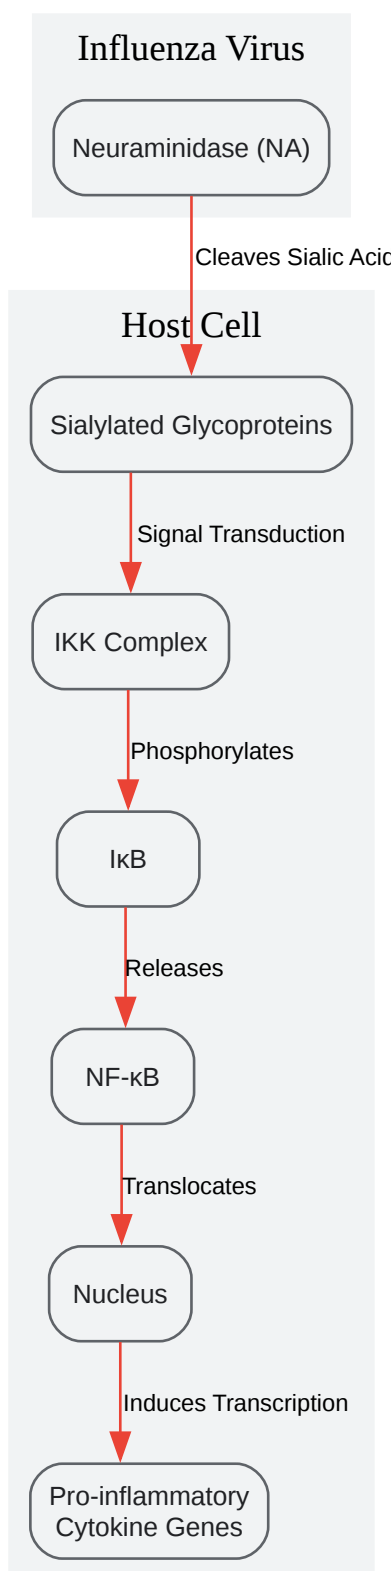 Influenza Virus
Neuraminidase (NA)
Cleaves Sialic Acid
Host Cell
Sialylated Glycoproteins
Signal Transduction
IKK Complex
Phosphorylates
IκB
Releases
NF-κB
Translocates
Nucleus
Induces Transcription
Pro-inflammatory
Cytokine Genes